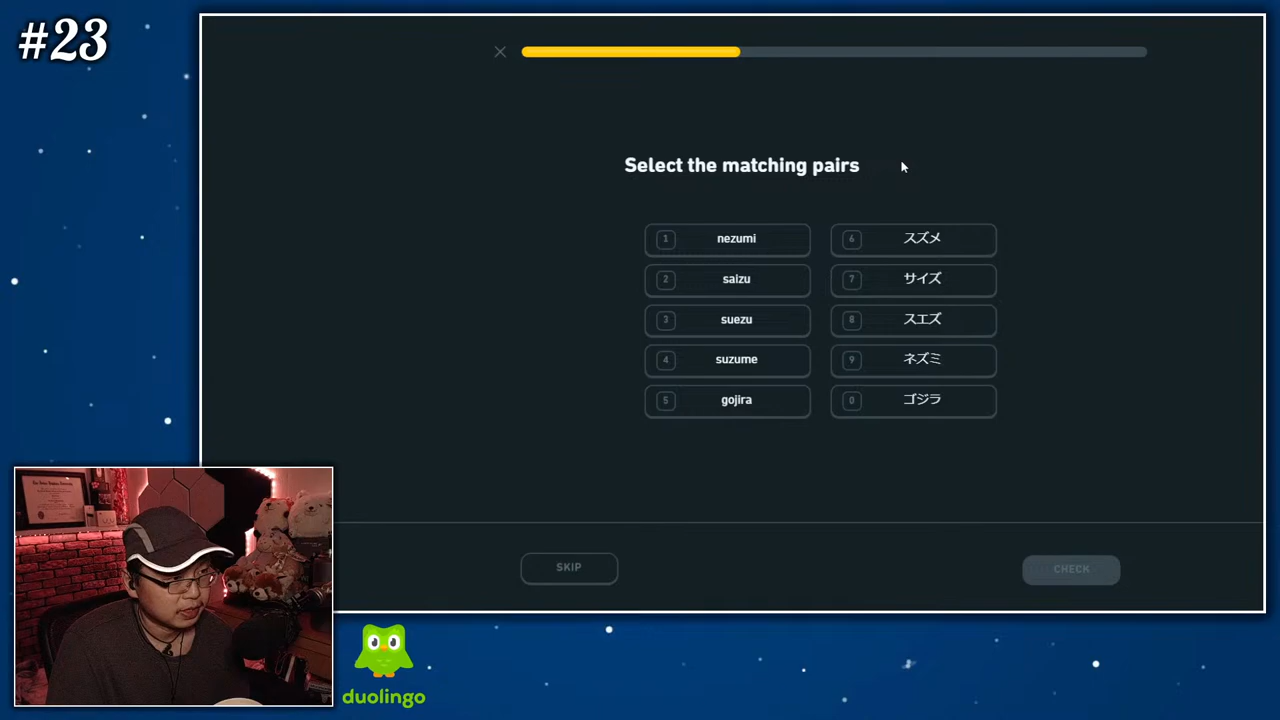 #23
Select the matching pairs
1 nezumi
6 スズメ
2 saizu
7 サイズ
3 suezu
8 スエズ
4 suzume
9 ネズミ
5 gojira
0 ゴジラ
SKIP
CHECK
duolingo